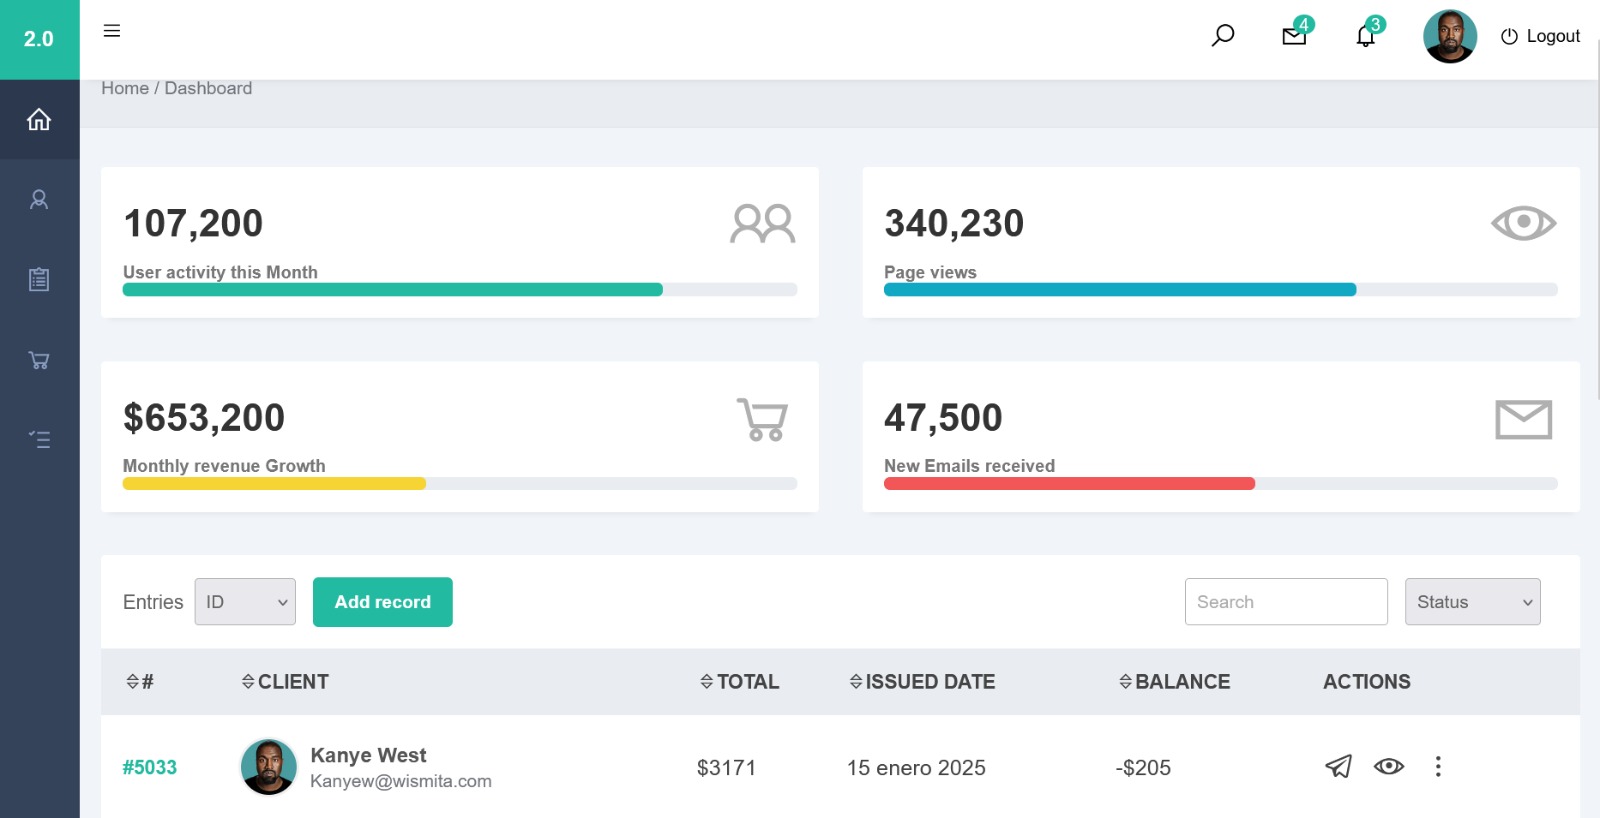 2.0
4
3
Logout
Home / Dashboard
107,200
User activity this Month
340,230
Page views
$653,200
Monthly revenue Growth
47,500
New Emails received
Entries ID Add record Search Status
# CLIENT TOTAL ISSUED DATE BALANCE ACTIONS
#5033 Kanye West $3171 15 enero 2025 -$205
Kanyew@wismita.com